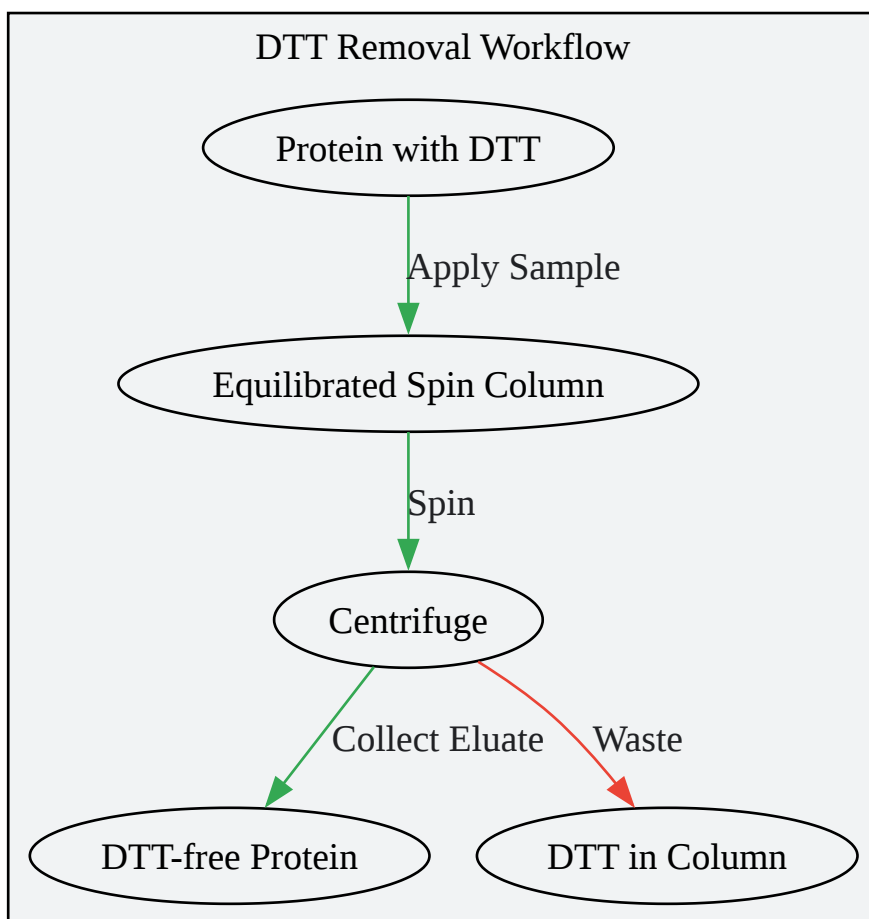 DTT Removal Workflow
Protein with DTT
Apply Sample
Equilibrated Spin Column
Spin
Centrifuge
Collect Eluate
Waste
DTT-free Protein
DTT in Column